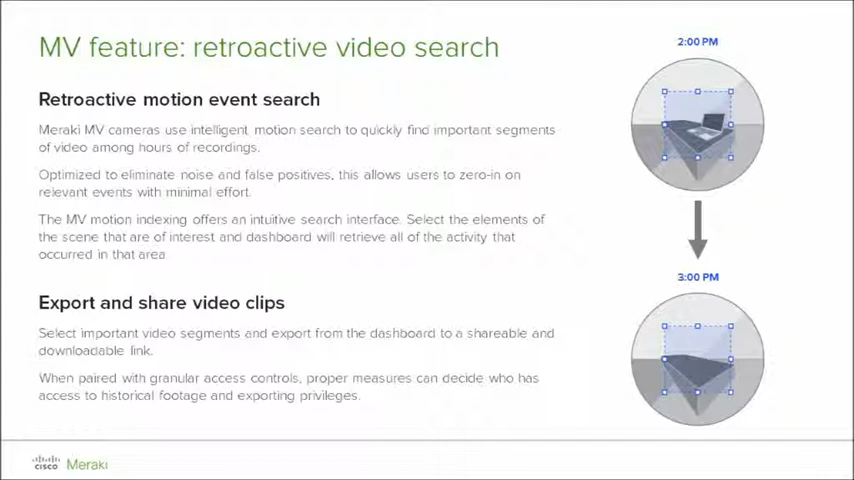 MV feature: retroactive video search
Retroactive motion event search
Meraki MV cameras use intelligent motion search to quickly find important segments
of video among hours of recordings.
Optimized to eliminate noise and false positives, this allows users to zero-in on
relevant events with minimal effort.
The MV motion indexing offers an intuitive search interface. Select the elements of
the scene that are of interest and dashboard will retrieve all of the activity that
occurred in that area
Export and share video clips
Select important video segments and export from the dashboard to a shareable and
downloadable link.
When paired with granular access controls, proper measures can decide who has
access to historical footage and exporting privileges.
2:00 PM
3:00 PM
CISCO Meraki